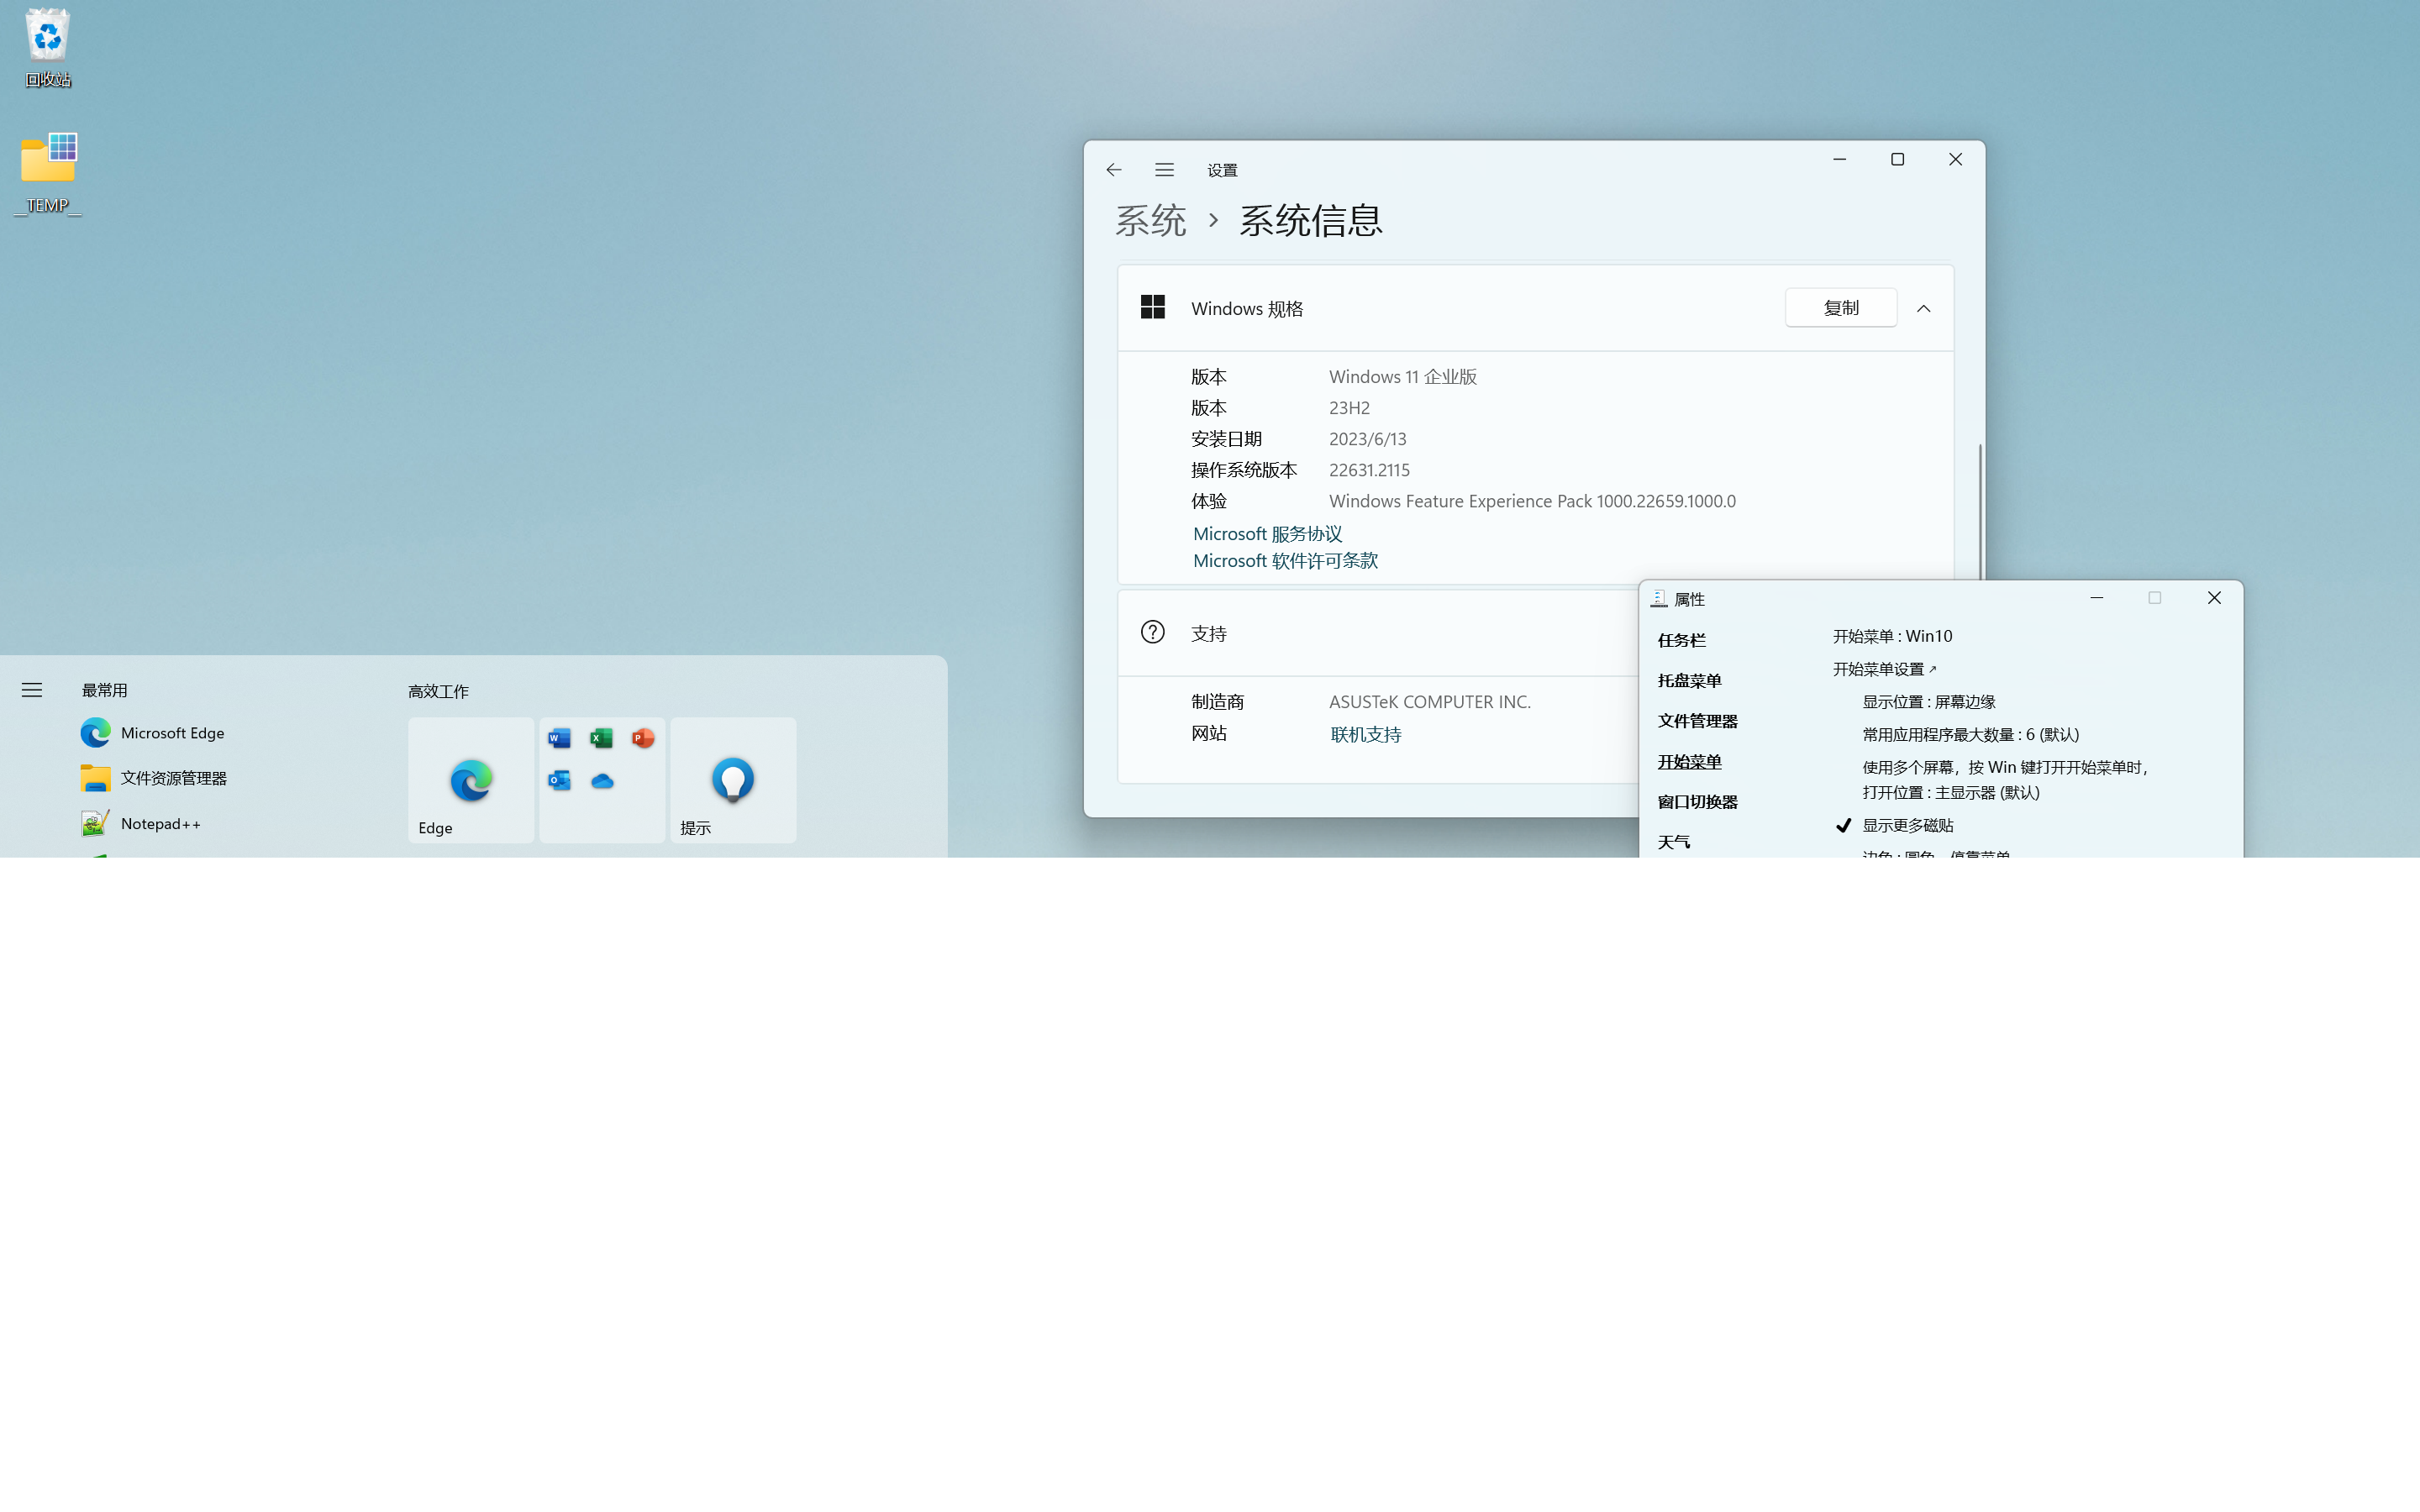 回收站
__TEMP__
设置
系统 › 系统信息
Windows 规格
复制
版本 Windows 11 企业版
版本 23H2
安装日期 2023/6/13
操作系统版本 22631.2115
体验 Windows Feature Experience Pack 1000.22659.1000.0
Microsoft 服务协议
Microsoft 软件许可条款
支持
制造商 ASUSTeK COMPUTER INC.
网站 联机支持
属性
任务栏
托盘菜单
文件管理器
开始菜单
窗口切换器
天气
开始菜单 : Win10
开始菜单设置
显示位置 : 屏幕边缘
常用应用程序最大数量 : 6 (默认)
使用多个屏幕，按 Win 键打开开始菜单时，
打开位置 : 主显示器 (默认)
显示更多磁贴
最常用
Microsoft Edge
文件资源管理器
Notepad++
高效工作
Edge
提示